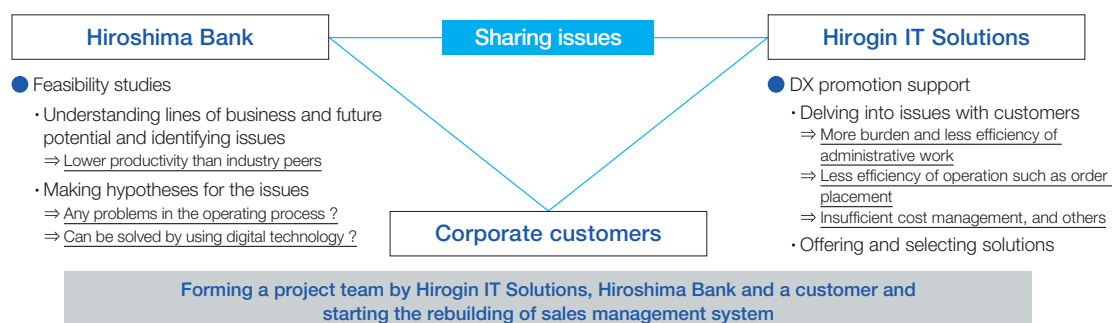 Hiroshima Bank
Sharing issues
Hirogin IT Solutions
● Feasibility studies
・Understanding lines of business and future
potential and identifying issues
⇒ Lower productivity than industry peers
・Making hypotheses for the issues
⇒ Any problems in the operating process ?
⇒ Can be solved by using digital technology ?
● DX promotion support
・Delving into issues with customers
⇒ More burden and less efficiency of
administrative work
⇒ Less efficiency of operation such as order
placement
⇒ Insufficient cost management, and others
・Offering and selecting solutions
Corporate customers
Forming a project team by Hirogin IT Solutions, Hiroshima Bank and a customer and
starting the rebuilding of sales management system